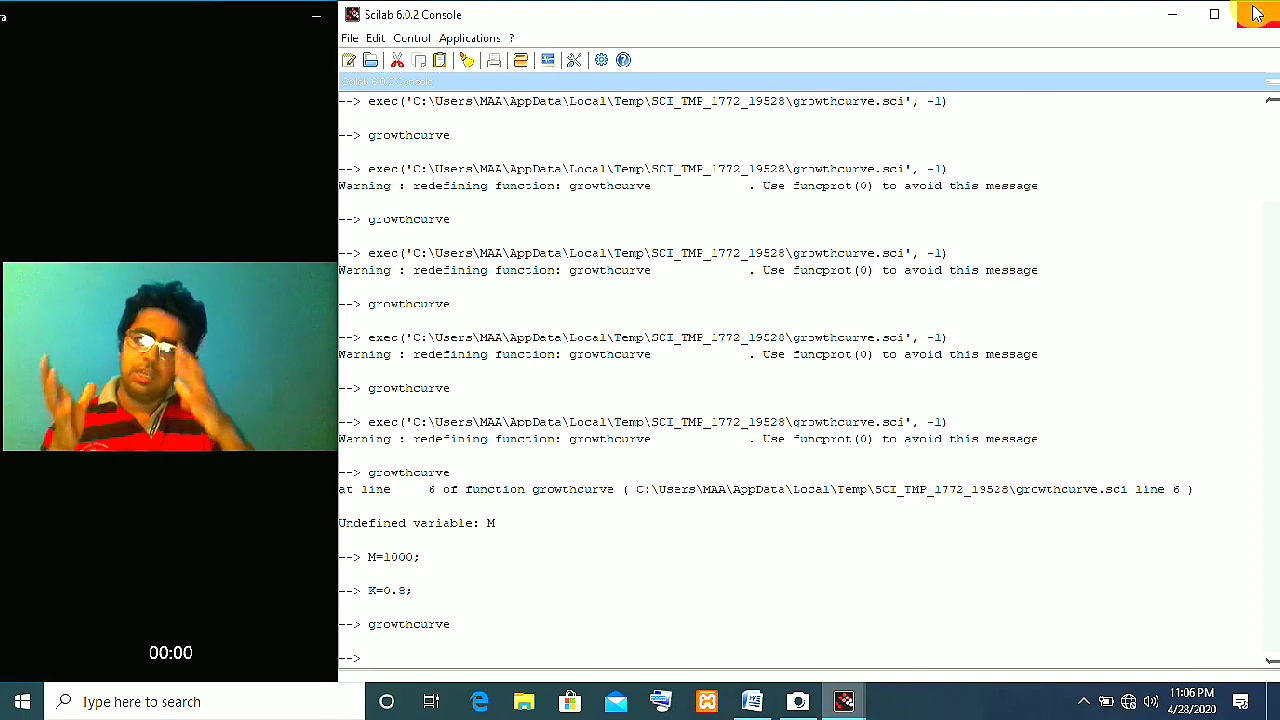 ra
Scilab 6.0.2 Console
File Edit Control Applications ?
Scilab 6.0.2 Console
--> exec('C:\Users\MAA\AppData\Local\Temp\SCI_TMP_1772_19528\growthcurve.sci', -1)
--> growthcurve
--> exec('C:\Users\MAA\AppData\Local\Temp\SCI_TMP_1772_19528\growthcurve.sci', -1)
Warning : redefining function: growthcurve . Use funcprot(0) to avoid this message
--> growthcurve
--> exec('C:\Users\MAA\AppData\Local\Temp\SCI_TMP_1772_19528\growthcurve.sci', -1)
Warning : redefining function: growthcurve . Use funcprot(0) to avoid this message
--> growthcurve
--> exec('C:\Users\MAA\AppData\Local\Temp\SCI_TMP_1772_19528\growthcurve.sci', -1)
Warning : redefining function: growthcurve . Use funcprot(0) to avoid this message
--> growthcurve
--> exec('C:\Users\MAA\AppData\Local\Temp\SCI_TMP_1772_19528\growthcurve.sci', -1)
Warning : redefining function: growthcurve . Use funcprot(0) to avoid this message
--> growthcurve
at line 6 of function growthcurve ( C:\Users\MAA\AppData\Local\Temp\SCI_TMP_1772_19528\growthcurve.sci line 6 )
Undefined variable: M
--> M=1000;
--> K=0.8;
--> growthcurve
-->
00:00
Type here to search
11:06 PM
4/28/2020